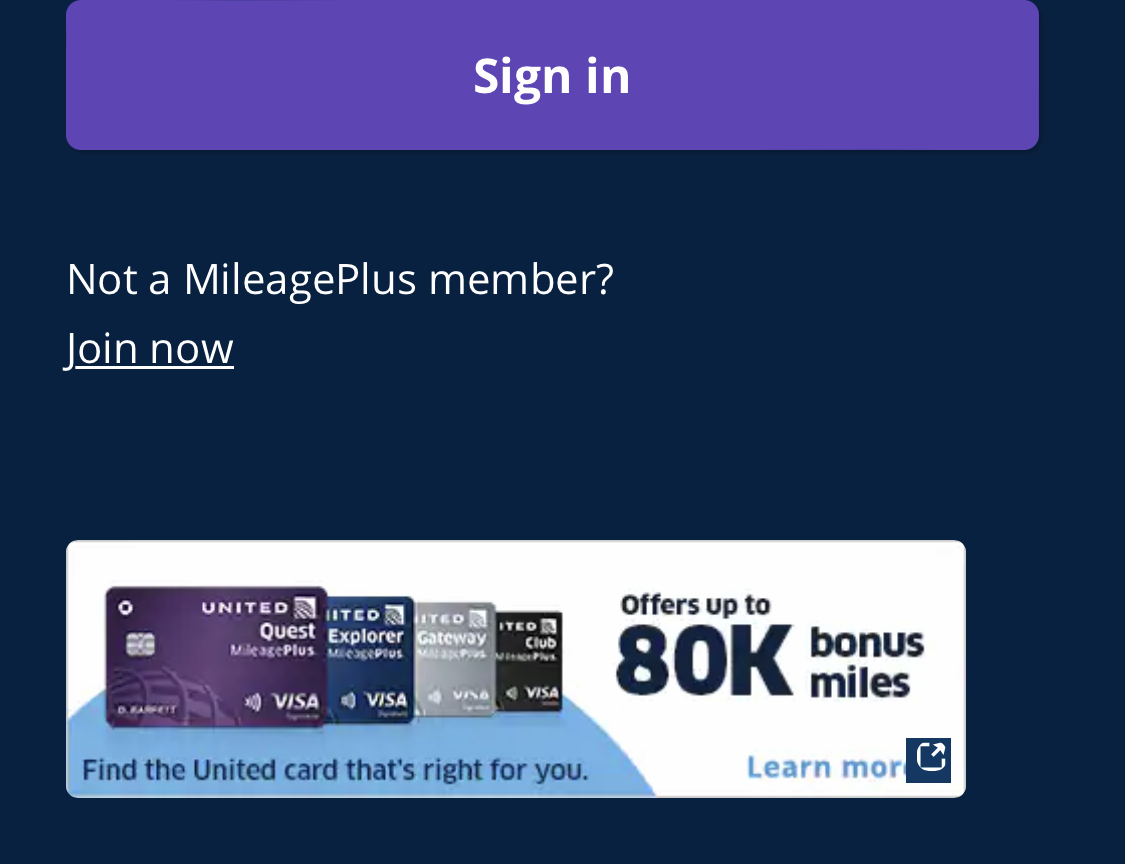 Sign in
Not a MileagePlus member?
Join now
UNITED
Quest
MileagePlus
VISA
D. BARRETT
ITED
Explorer
MileagePlus
VISA
ITED
Gateway
MileagePlus
VISA
ITED
Club
MileagePlus
VISA
Offers up to
80K bonus
miles
Find the United card that's right for you.
Learn mor